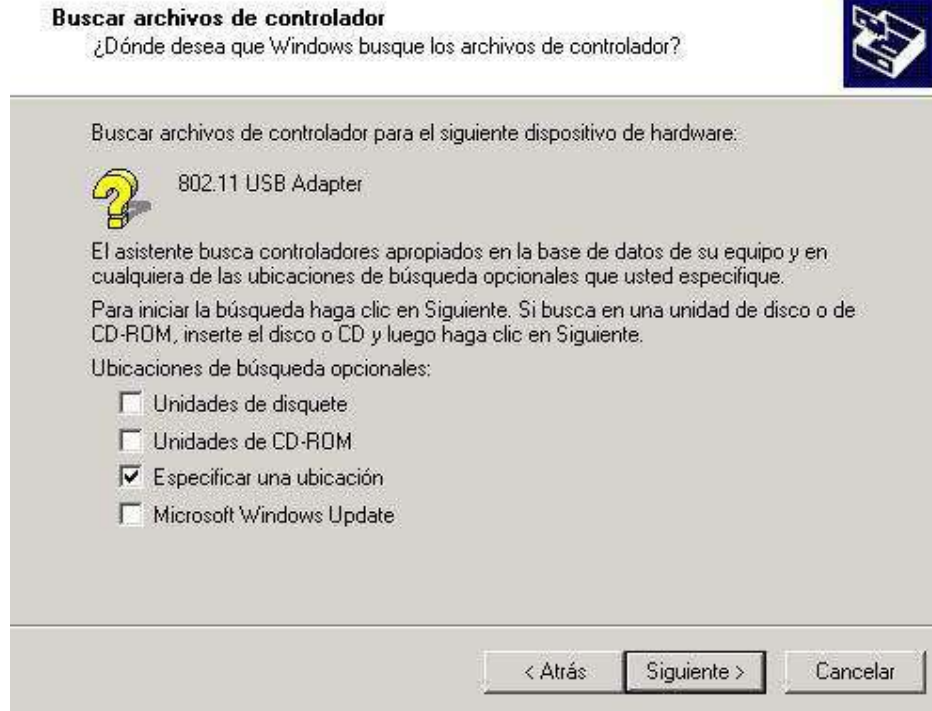 Buscar archivos de controlador
¿Dónde desea que Windows busque los archivos de controlador?
Buscar archivos de controlador para el siguiente dispositivo de hardware:
802.11 USB Adapter
El asistente busca controladores apropiados en la base de datos de su equipo y en
cualquiera de las ubicaciones de búsqueda opcionales que usted especifique.
Para iniciar la búsqueda haga clic en Siguiente. Si busca en una unidad de disco o de
CD-ROM, inserte el disco o CD y luego haga clic en Siguiente.
Ubicaciones de búsqueda opcionales:
Unidades de disquete
Unidades de CD-ROM
Especificar una ubicación
Microsoft Windows Update
< Atrás
Siguiente >
Cancelar